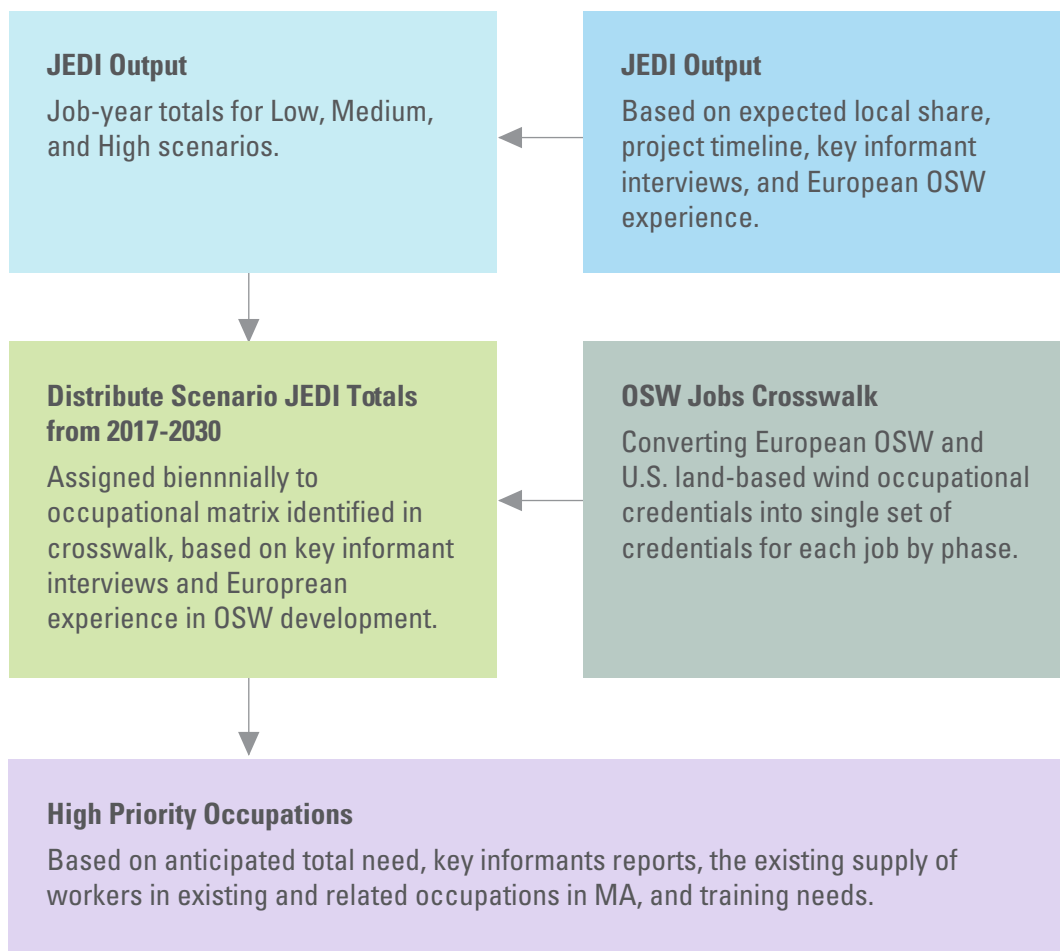 JEDI Output
Job-year totals for Low, Medium,
and High scenarios.
JEDI Output
Based on expected local share,
project timeline, key informant
interviews, and European OSW
experience.
Distribute Scenario JEDI Totals
from 2017-2030
Assigned biennnially to
occupational matrix identified in
crosswalk, based on key informant
interviews and Europrean
experience in OSW development.
OSW Jobs Crosswalk
Converting European OSW and
U.S. land-based wind occupational
credentials into single set of
credentials for each job by phase.
High Priority Occupations
Based on anticipated total need, key informants reports, the existing supply of
workers in existing and related occupations in MA, and training needs.